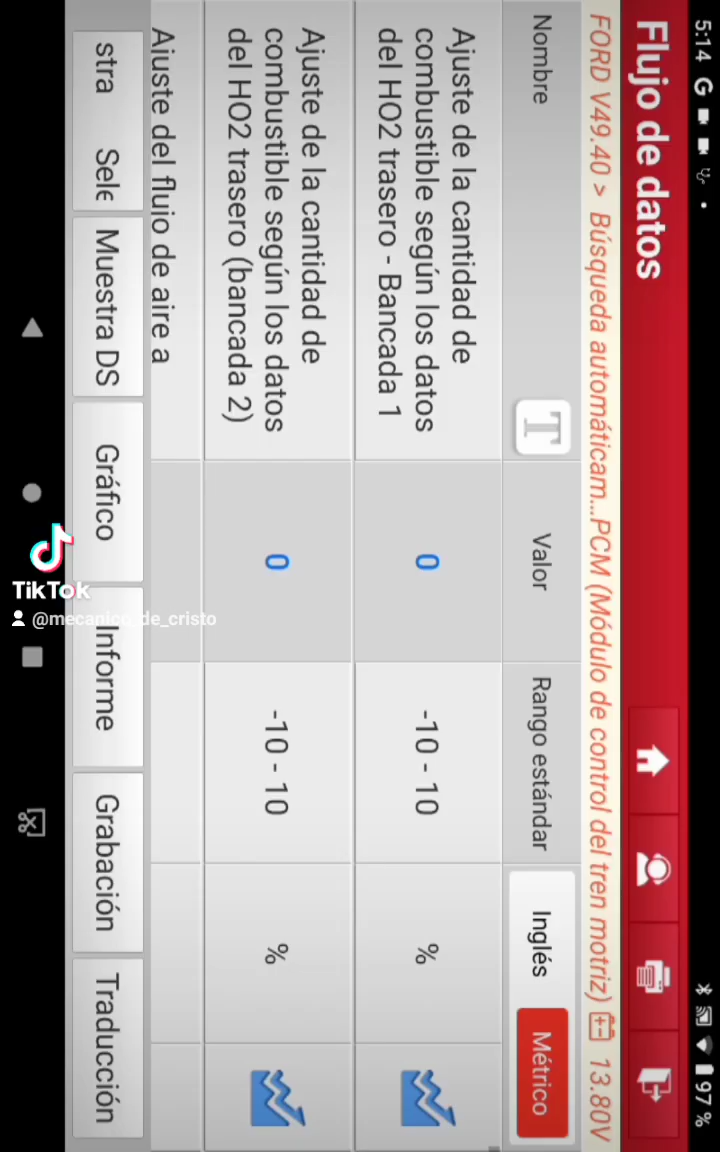 5:14 G
97 %
Flujo de datos
FORD V49.40 > Búsqueda automáticam...PCM (Módulo de control del tren motriz) 13.80V
Nombre
T
Valor
Rango estándar
Inglés
Métrico
Ajuste de la cantidad de
combustible según los datos
del HO2 trasero - Bancada 1
0
-10 - 10
%
Ajuste de la cantidad de
combustible según los datos
del HO2 trasero (bancada 2)
0
-10 - 10
%
Ajuste del flujo de aire a
stra
Sele
Muestra DS
Gráfico
Informe
Grabación
Traducción
TikTok
@mecanico_de_cristo